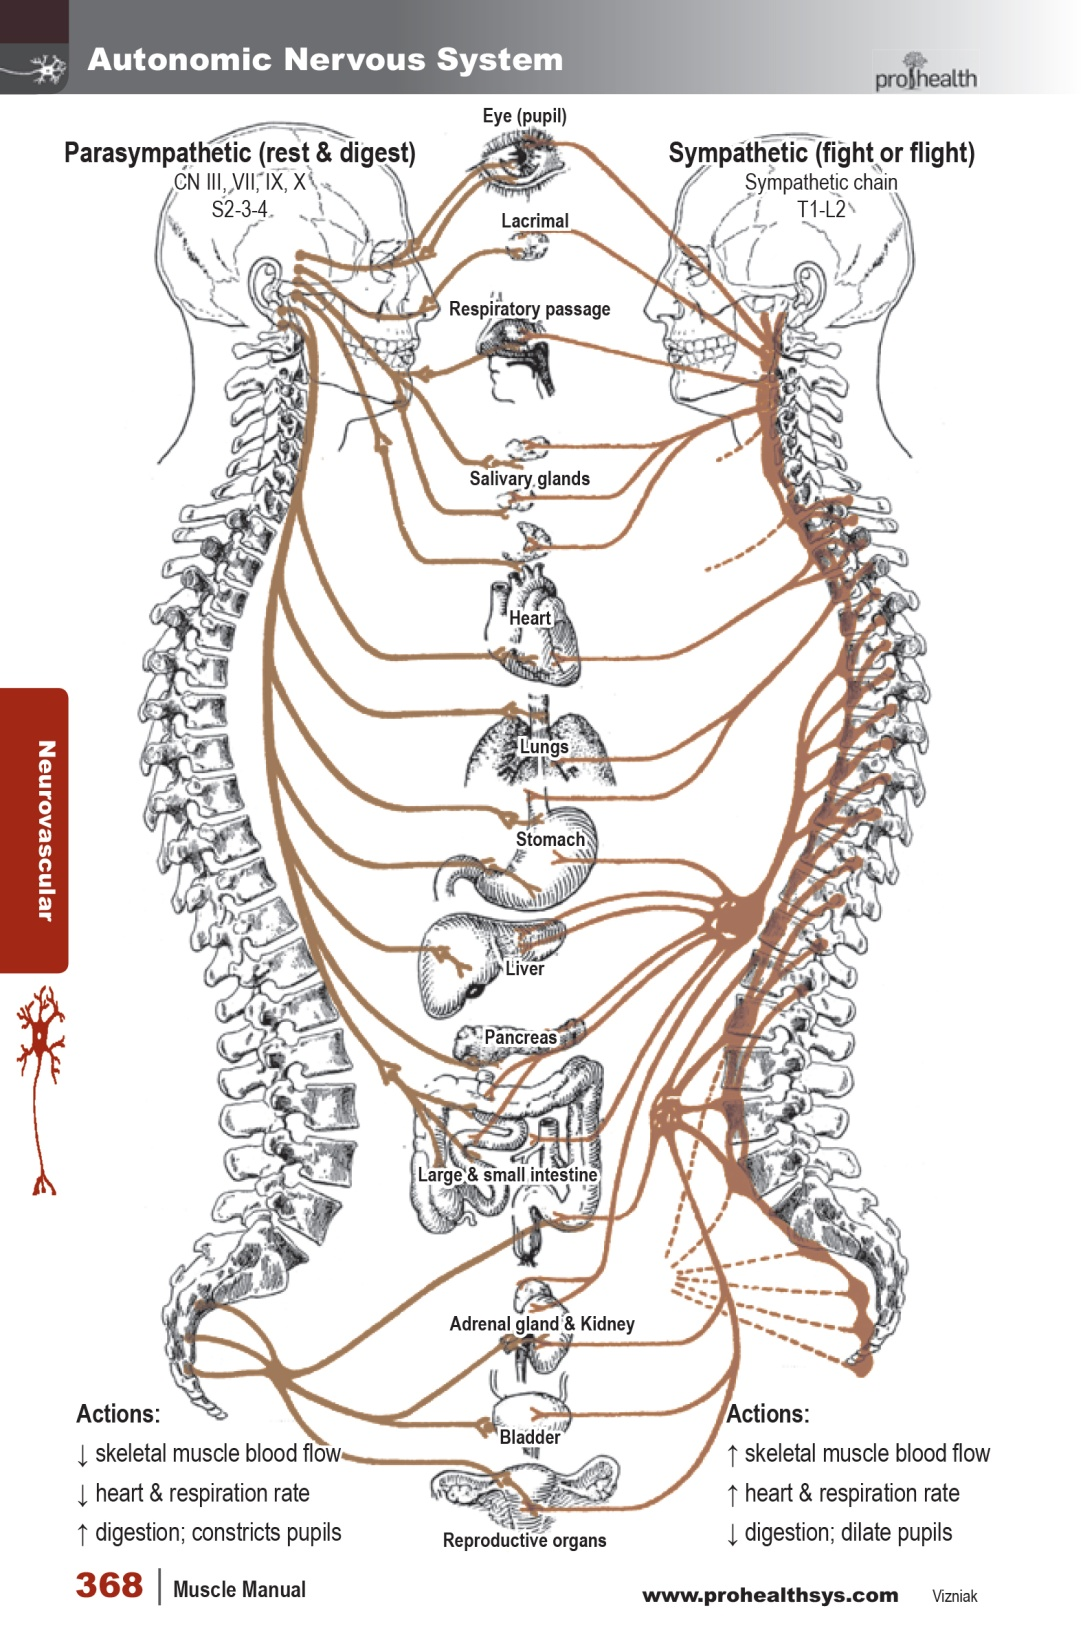 Autonomic Nervous System
prohealth
Eye (pupil)
Parasympathetic (rest & digest)
CN III, VII, IX, X
S2-3-4
Sympathetic (fight or flight)
Sympathetic chain
T1-L2
Lacrimal
Respiratory passage
Salivary glands
Heart
Lungs
Stomach
Liver
Pancreas
Large & small intestine
Adrenal gland & Kidney
Bladder
Reproductive organs
Neurovascular
Actions:
↓ skeletal muscle blood flow
↓ heart & respiration rate
↑ digestion; constricts pupils
Actions:
↑ skeletal muscle blood flow
↑ heart & respiration rate
↓ digestion; dilate pupils
368 | Muscle Manual
www.prohealthsys.com Vizniak